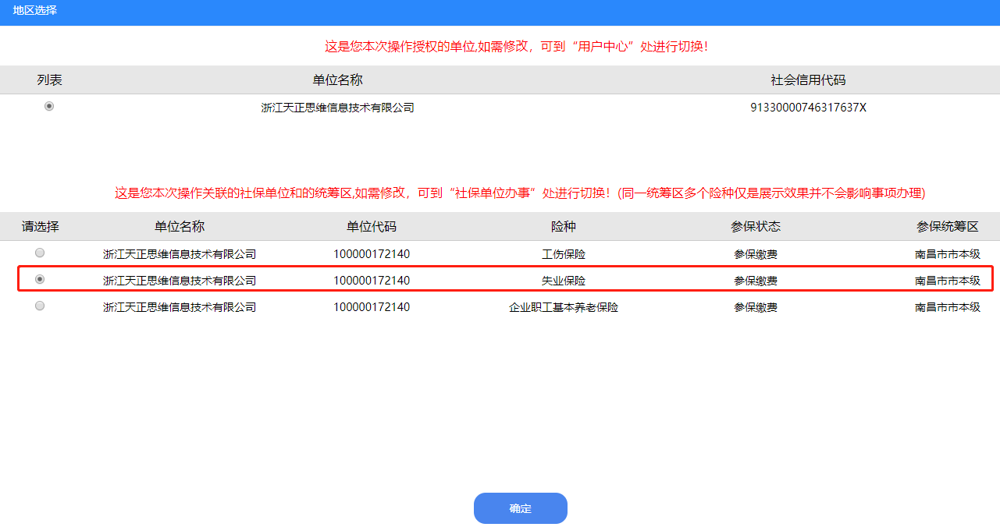 地区选择
这是您本次操作授权的单位,如需修改，可到“用户中心”处进行切换！
列表 单位名称 社会信用代码
浙江天正思维信息技术有限公司 91330000746317637X
这是您本次操作关联的社保单位和的统筹区,如需修改，可到“社保单位办事”处进行切换！(同一统筹区多个险种仅是展示效果并不会影响事项办理)
请选择 单位名称 单位代码 险种 参保状态 参保统筹区
浙江天正思维信息技术有限公司 100000172140 工伤保险 参保缴费 南昌市市本级
浙江天正思维信息技术有限公司 100000172140 失业保险 参保缴费 南昌市市本级
浙江天正思维信息技术有限公司 100000172140 企业职工基本养老保险 参保缴费 南昌市市本级
确定